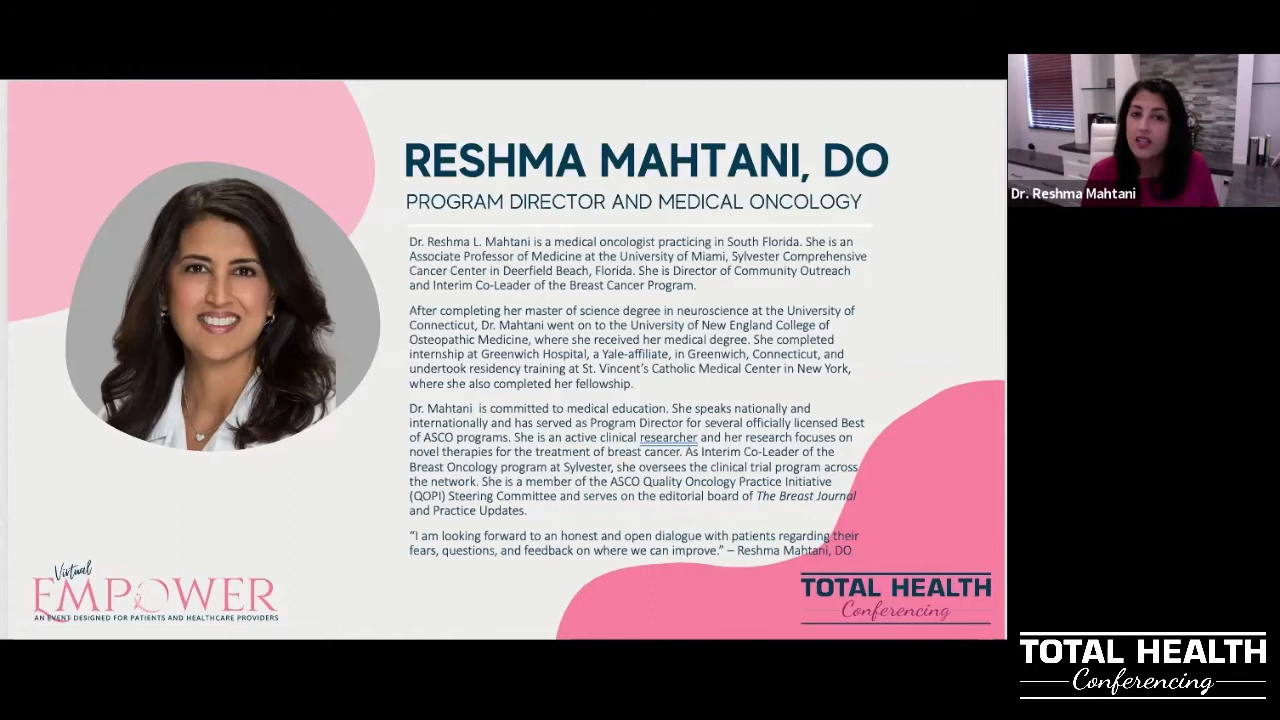 RESHMA MAHTANI, DO
PROGRAM DIRECTOR AND MEDICAL ONCOLOGY
Dr. Reshma L. Mahtani is a medical oncologist practicing in South Florida. She is an
Associate Professor of Medicine at the University of Miami, Sylvester Comprehensive
Cancer Center in Deerfield Beach, Florida. She is Director of Community Outreach
and Interim Co-Leader of the Breast Cancer Program.
After completing her master of science degree in neuroscience at the University of
Connecticut, Dr. Mahtani went on to the University of New England College of
Osteopathic Medicine, where she received her medical degree. She completed
internship at Greenwich Hospital, a Yale-affiliate, in Greenwich, Connecticut, and
undertook residency training at St. Vincent's Catholic Medical Center in New York,
where she also completed her fellowship.
Dr. Mahtani is committed to medical education. She speaks nationally and
internationally and has served as Program Director for several officially licensed Best
of ASCO programs. She is an active clinical researcher and her research focuses on
novel therapies for the treatment of breast cancer. As Interim Co-Leader of the
Breast Oncology program at Sylvester, she oversees the clinical trial program across
the network. She is a member of the ASCO Quality Oncology Practice Initiative
(QOPI) Steering Committee and serves on the editorial board of The Breast Journal
and Practice Updates.
“I am looking forward to an honest and open dialogue with patients regarding their
fears, questions, and feedback on where we can improve.” – Reshma Mahtani, DO
Virtual
EMPOWER
AN EVENT DESIGNED FOR PATIENTS AND HEALTHCARE PROVIDERS
TOTAL HEALTH
Conferencing
Dr. Reshma Mahtani
TOTAL HEALTH
Conferencing